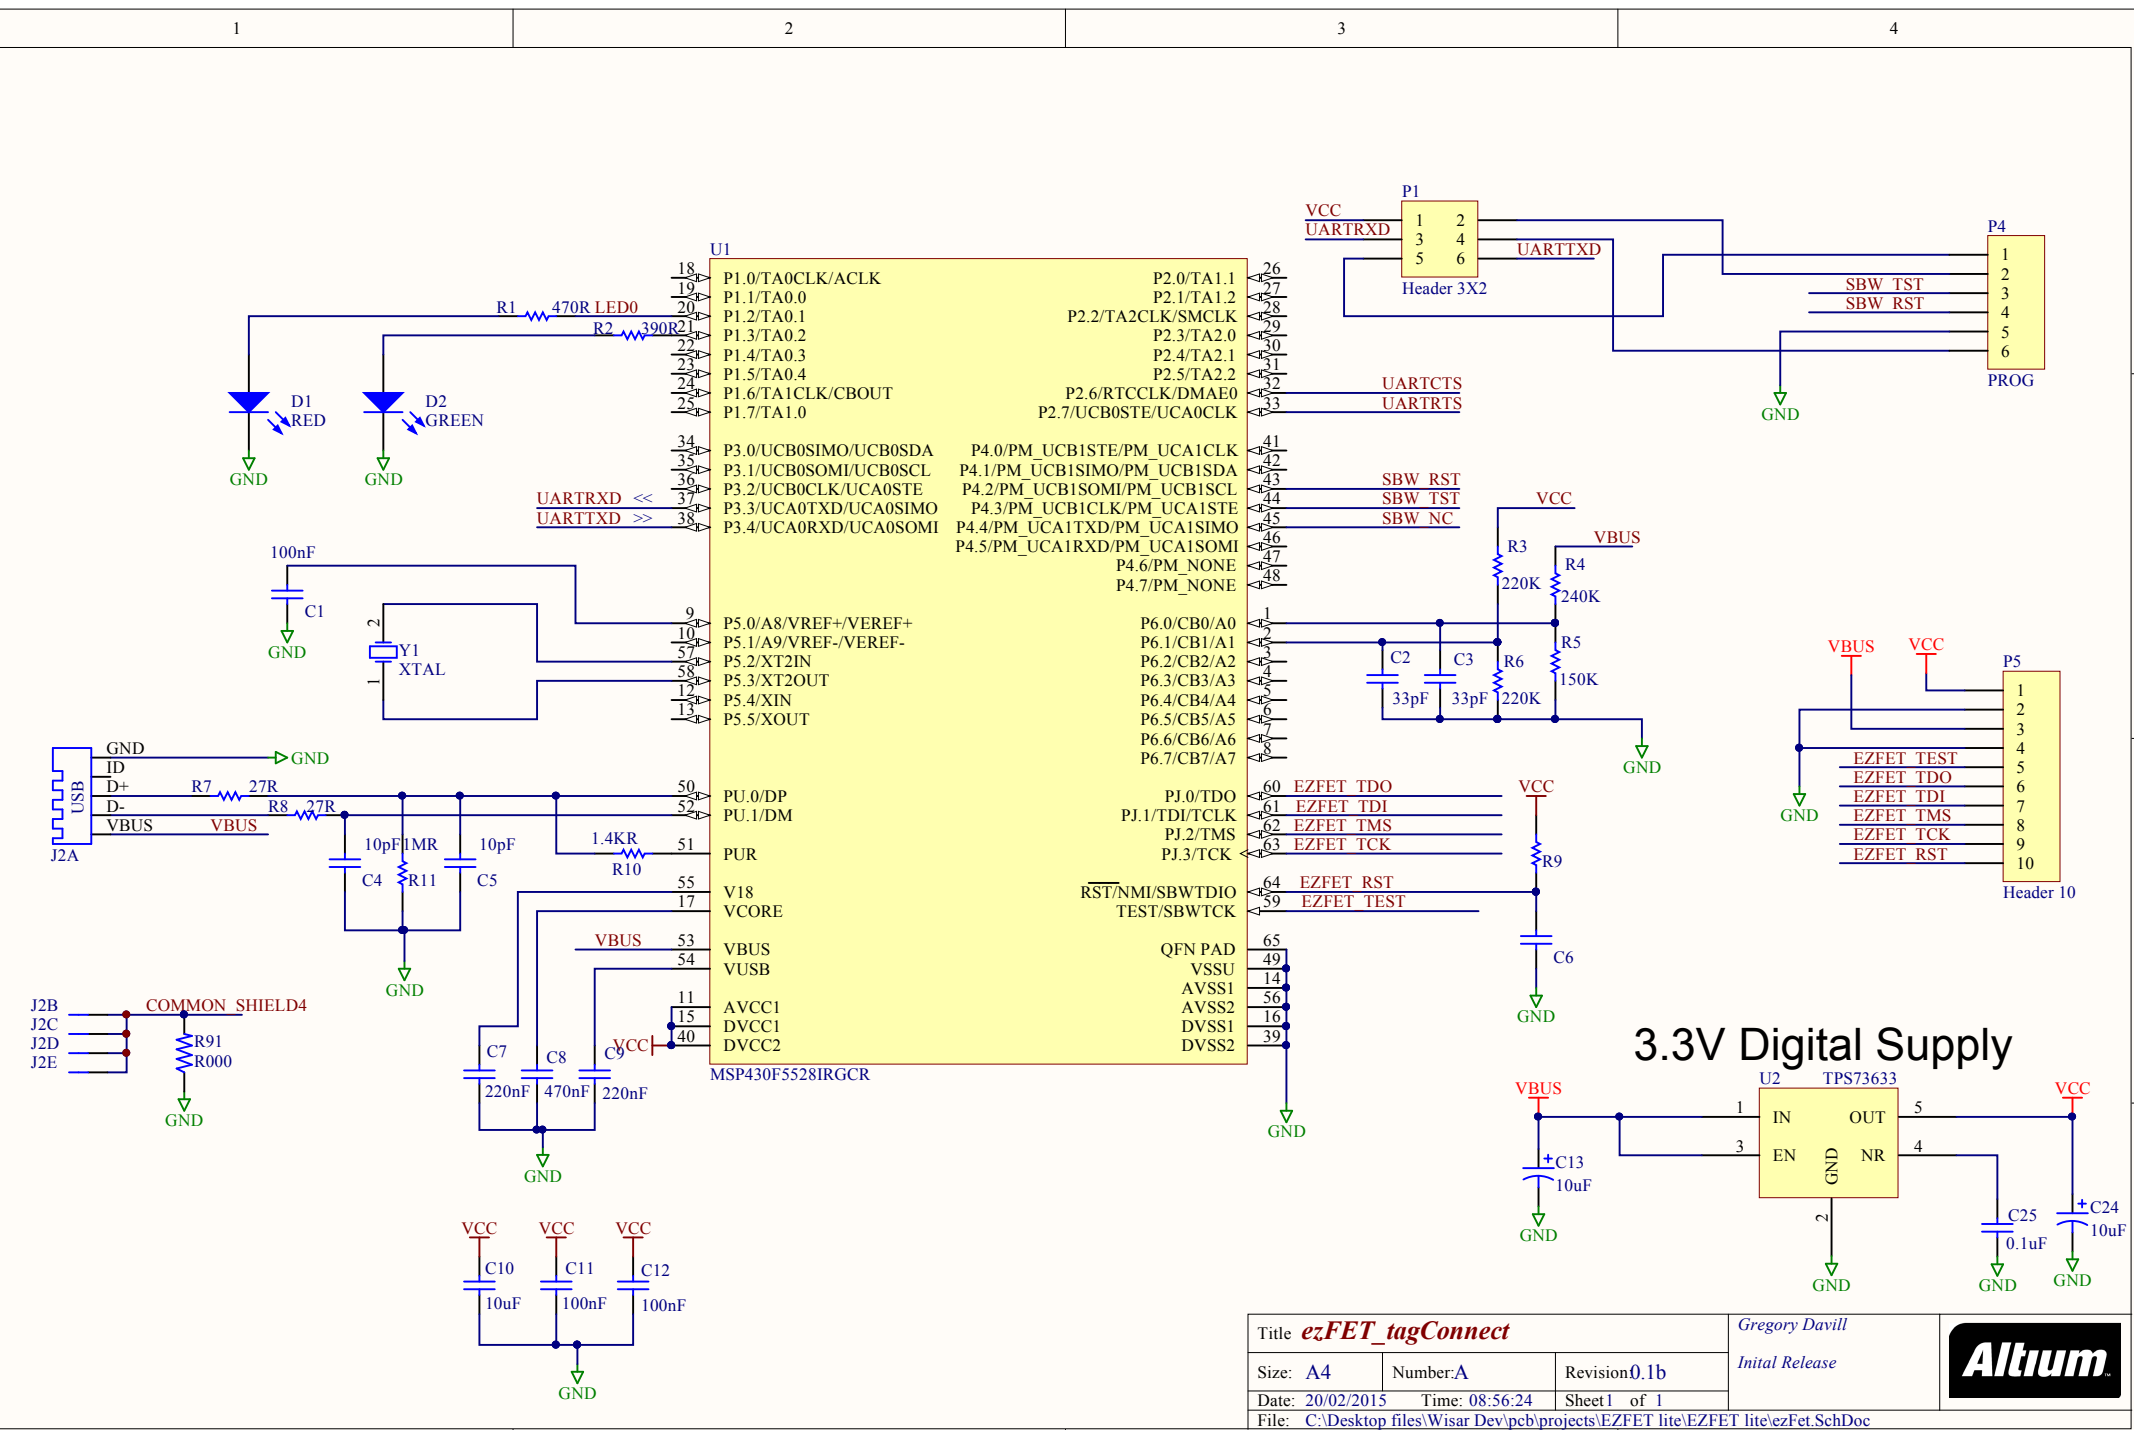 1 2 3 4
P1
VCC
UARTRXD
1 2
3 4
5 6
UARTTXD
Header 3X2
P4
1
2
SBW_TST 3
SBW_RST 4
5
6
PROG
GND
U1
18 P1.0/TA0CLK/ACLK
19 P1.1/TA0.0
R1 470R LED0 20 P1.2/TA0.1
R2 390R 21 P1.3/TA0.2
22 P1.4/TA0.3
23 P1.5/TA0.4
24 P1.6/TA1CLK/CBOUT
25 P1.7/TA1.0
P2.0/TA1.1 26
P2.1/TA1.2 27
P2.2/TA2CLK/SMCLK 28
P2.3/TA2.0 29
P2.4/TA2.1 30
P2.5/TA2.2 31
P2.6/RTCCLK/DMAE0 32 UARTCTS
P2.7/UCB0STE/UCA0CLK 33 UARTRTS
D1
RED
GND
D2
GREEN
GND
34 P3.0/UCB0SIMO/UCB0SDA
35 P3.1/UCB0SOMI/UCB0SCL
36 P3.2/UCB0CLK/UCA0STE
UARTRXD << 37 P3.3/UCA0TXD/UCA0SIMO
UARTTXD >> 38 P3.4/UCA0RXD/UCA0SOMI
P4.0/PM_UCB1STE/PM_UCA1CLK 41
P4.1/PM_UCB1SIMO/PM_UCB1SDA 42
P4.2/PM_UCB1SOMI/PM_UCB1SCL 43 SBW_RST
P4.3/PM_UCB1CLK/PM_UCA1STE 44 SBW_TST
P4.4/PM_UCA1TXD/PM_UCA1SIMO 45 SBW_NC
P4.5/PM_UCA1RXD/PM_UCA1SOMI 46
P4.6/PM_NONE 47
P4.7/PM_NONE 48
100nF
C1
GND
2
Y1
XTAL
1
9 P5.0/A8/VREF+/VEREF+
10 P5.1/A9/VREF-/VEREF-
57 P5.2/XT2IN
58 P5.3/XT2OUT
12 P5.4/XIN
13 P5.5/XOUT
P6.0/CB0/A0 1
P6.1/CB1/A1 2
P6.2/CB2/A2 3
P6.3/CB3/A3 4
P6.4/CB4/A4 5
P6.5/CB5/A5 6
P6.6/CB6/A6 7
P6.7/CB7/A7 8
VCC
R3
220K
VBUS
R4
240K
C2
33pF
C3
33pF
R6
220K
R5
150K
GND
VBUS
VCC
P5
1
2
3
4
EZFET_TEST 5
EZFET_TDO 6
EZFET_TDI 7
EZFET_TMS 8
EZFET_TCK 9
EZFET_RST 10
Header 10
GND
USB
GND GND
ID
D+ R7 27R
D- R8 27R
VBUS VBUS
J2A
50 PU.0/DP
52 PU.1/DM
1.4KR
R10
51 PUR
10pF 1MR 10pF
C4 R11 C5
GND
55 V18
17 VCORE
VBUS 53 VBUS
54 VUSB
11 AVCC1
15 DVCC1
VCC 40 DVCC2
PJ.0/TDO 60 EZFET_TDO
PJ.1/TDI/TCLK 61 EZFET_TDI
PJ.2/TMS 62 EZFET_TMS
PJ.3/TCK 63 EZFET_TCK
RST/NMI/SBWTDIO 64 EZFET_RST
TEST/SBWTCK 59 EZFET_TEST
VCC
R9
C6
GND
QFN PAD 65
VSSU 49
AVSS1 14
AVSS2 56
DVSS1 16
DVSS2 39
GND
MSP430F5528IRGCR
J2B COMMON_SHIELD4
J2C
J2D
J2E
R91
R000
GND
C7
220nF
C8
470nF
C9
220nF
GND
3.3V Digital Supply
U2 TPS73633
VBUS
VCC
1 IN OUT 5
3 EN NR 4
GND
2
GND
C13
10uF
GND
C25
0.1uF
GND
C24
10uF
GND
VCC VCC VCC
C10
10uF
C11
100nF
C12
100nF
GND
Title ezFET_tagConnect
Gregory Davill
Inital Release
Size: A4 Number:A Revision:0.1b
Date: 20/02/2015 Time: 08:56:24 Sheet1 of 1
File: C:\Desktop files\Wisar Dev\pcb\projects\EZFET lite\EZFET lite\ezFet.SchDoc
Altium